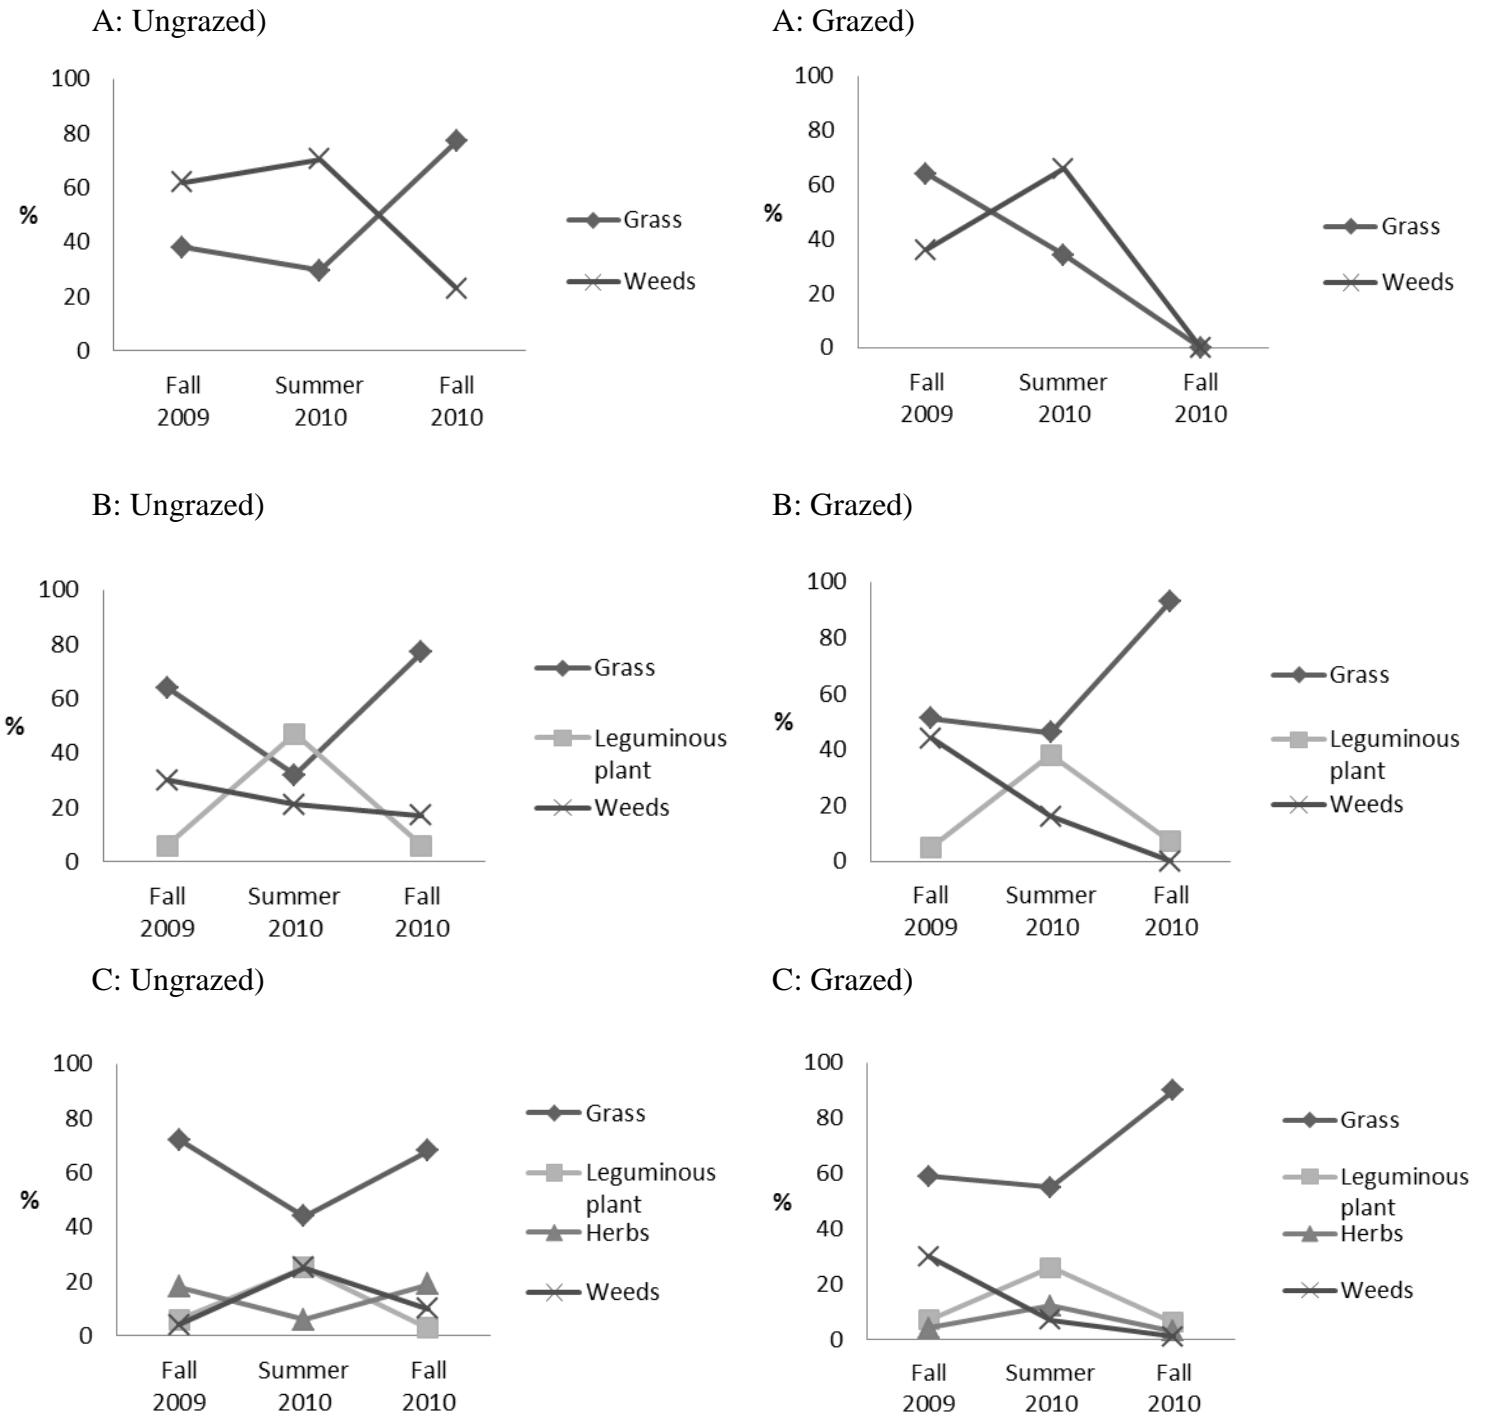 A: Ungrazed)
100
80
60
40
20
0
%
Fall
2009
Summer
2010
Fall
2010
Grass
Weeds
A: Grazed)
100
80
60
40
20
0
%
Fall
2009
Summer
2010
Fall
2010
Grass
Weeds
B: Ungrazed)
100
80
60
40
20
0
%
Fall
2009
Summer
2010
Fall
2010
Grass
Leguminous
plant
Weeds
B: Grazed)
100
80
60
40
20
0
%
Fall
2009
Summer
2010
Fall
2010
Grass
Leguminous
plant
Weeds
C: Ungrazed)
100
80
60
40
20
0
%
Fall
2009
Summer
2010
Fall
2010
Grass
Leguminous
plant
Herbs
Weeds
C: Grazed)
100
80
60
40
20
0
%
Fall
2009
Summer
2010
Fall
2010
Grass
Leguminous
plant
Herbs
Weeds